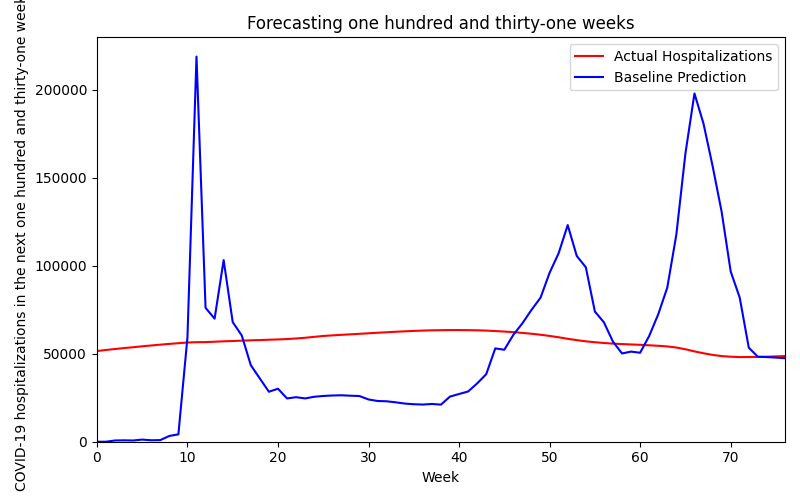 Forecasting one hundred and thirty-one weeks
COVID-19 hospitalizations in the next one hundred and thirty-one week
Actual Hospitalizations
Baseline Prediction
200000
150000
100000
50000
0
0 10 20 30 40 50 60 70
Week